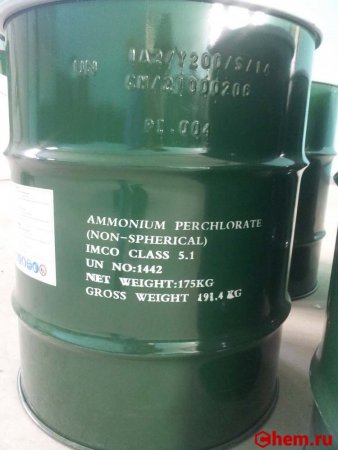 UN 1A2/Y200/S/14
CN/21000206
PI.004
AMMONIUM PERCHLORATE
(NON-SPHERICAL)
IMCO CLASS 5.1
UN NO:1442
NET WEIGHT:175KG
GROSS WEIGHT 191.4 KG
Chem.ru